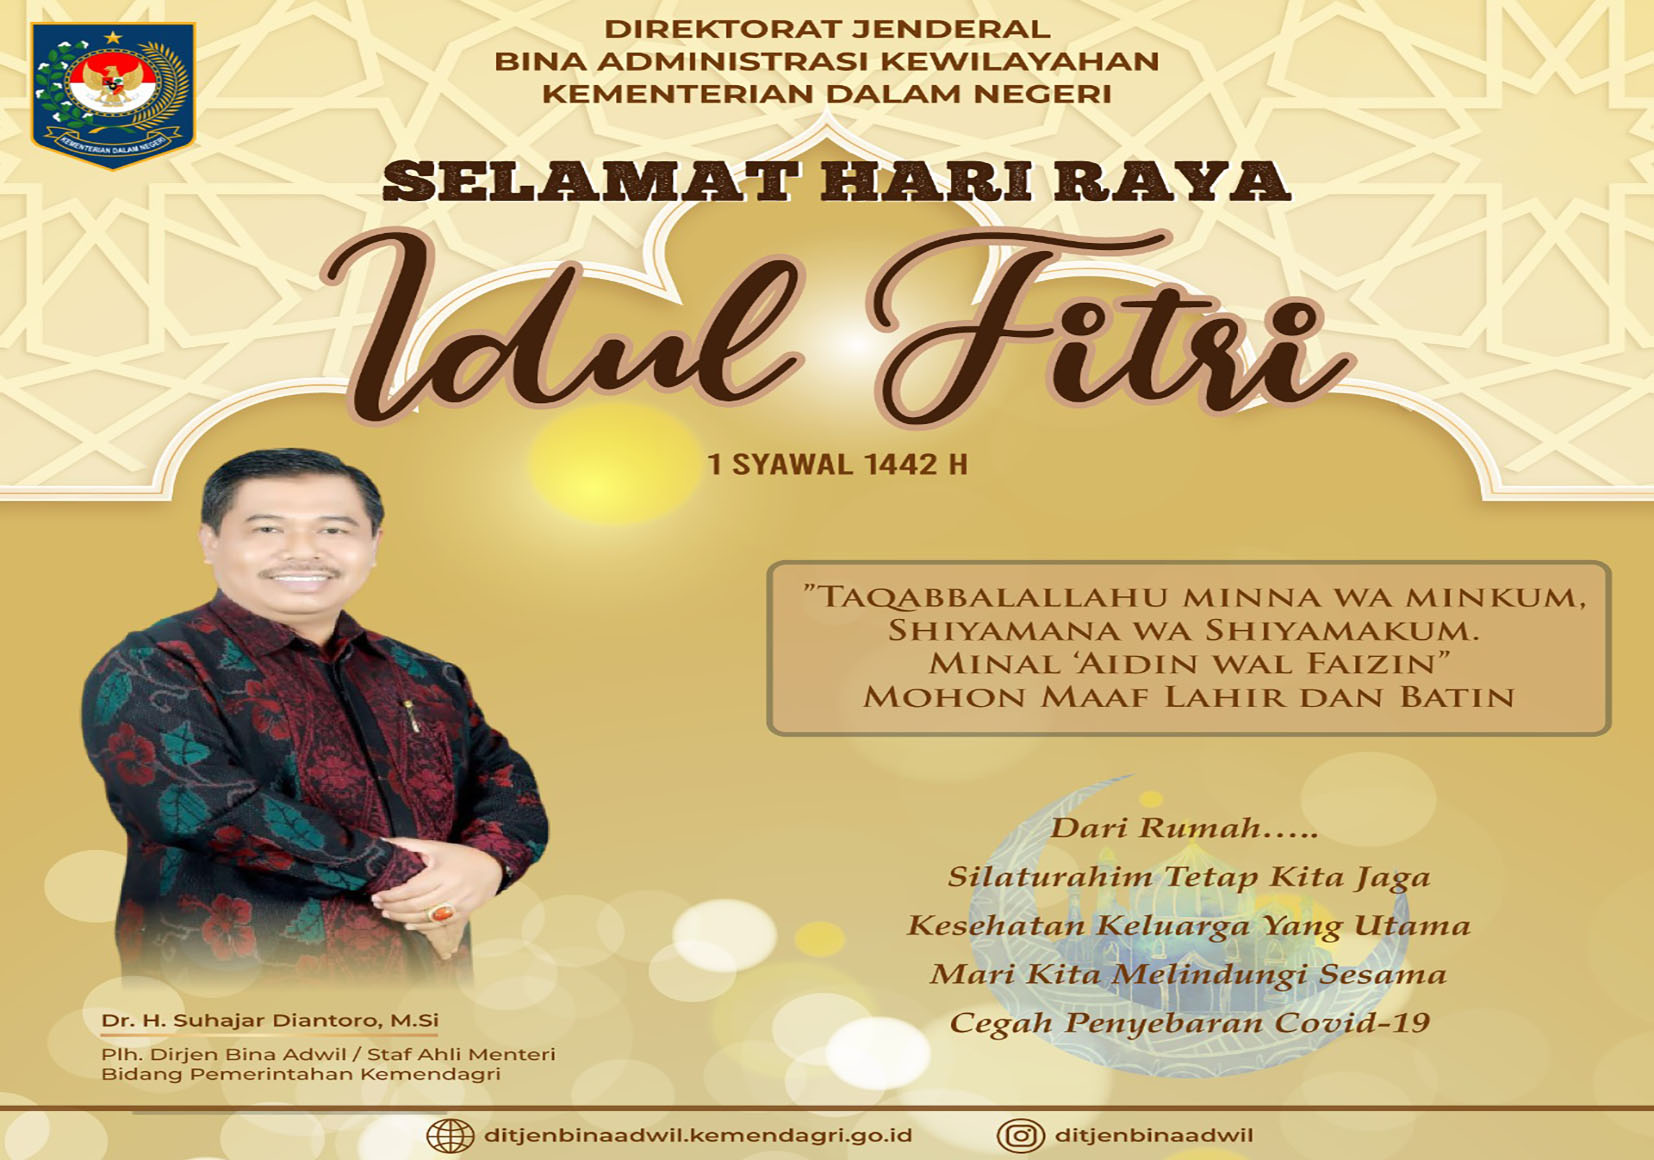 DIREKTORAT JENDERAL
BINA ADMINISTRASI KEWILAYAHAN
KEMENTERIAN DALAM NEGERI
KEMENTERIAN DALAM NEGERI
SELAMAT HARI RAYA
Idul Fitri
1 SYAWAL 1442 H
"TAQABBALALLAHU MINNA WA MINKUM,
SHIYAMANA WA SHIYAMAKUM.
MINAL 'AIDIN WAL FAIZIN"
MOHON MAAF LAHIR DAN BATIN
Dari Rumah.....
Silaturahim Tetap Kita Jaga
Kesehatan Keluarga Yang Utama
Mari Kita Melindungi Sesama
Cegah Penyebaran Covid-19
Dr. H. Suhajar Diantoro, M.Si
Plh. Dirjen Bina Adwil / Staf Ahli Menteri
Bidang Pemerintahan Kemendagri
ditjenbinaadwil.kemendagri.go.id
ditjenbinaadwil